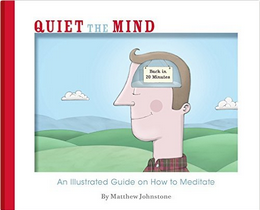 QUIET THE MIND
Back in
20 Minutes
An Illustrated Guide on How to Meditate
By Matthew Johnstone